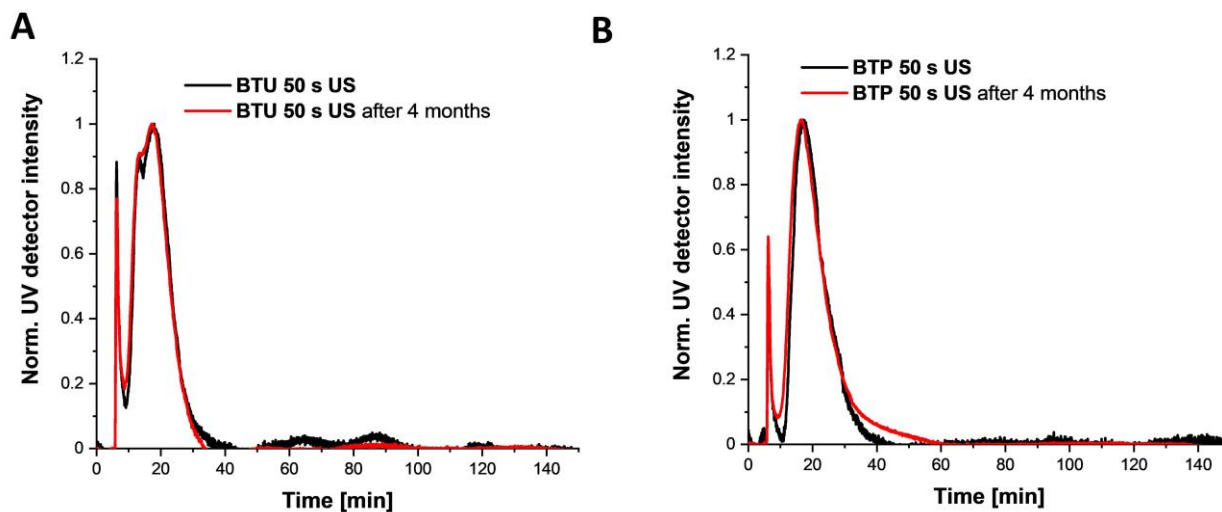 A
1.2
BTU 50 s US
BTU 50 s US after 4 months
1
0.8
0.6
0.4
0.2
0
Norm. UV detector intensity
0 20 40 60 80 100 120 140
Time [min]
B
1.2
BTP 50 s US
BTP 50 s US after 4 months
1
0.8
0.6
0.4
0.2
0
Norm. UV detector intensity
0 20 40 60 80 100 120 140
Time [min]